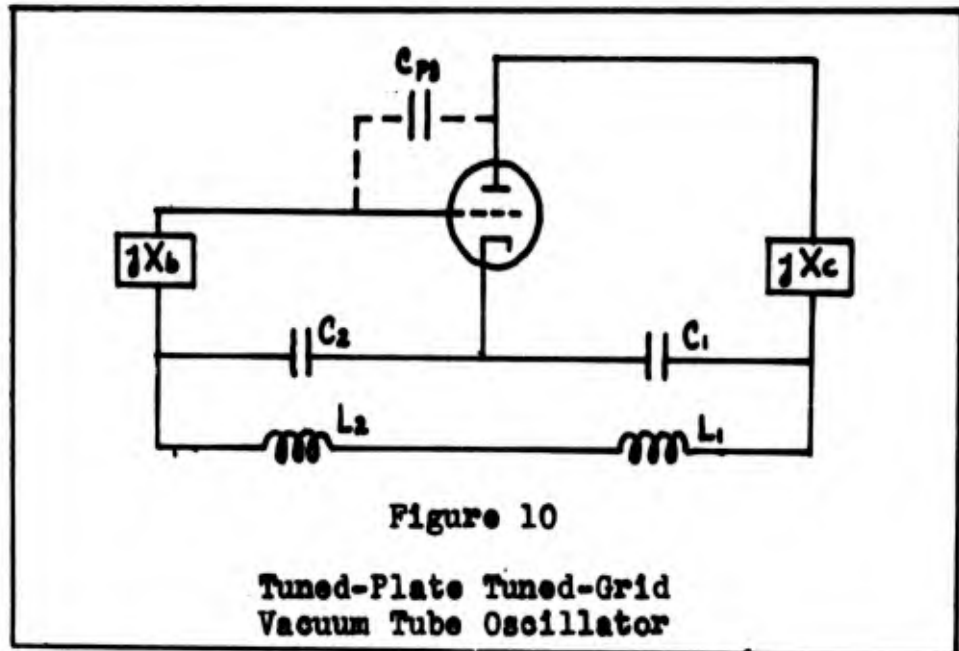 CPg
jXb
jXc
C2
C1
L2
L1
Figure 10
Tuned-Plate Tuned-Grid
Vacuum Tube Oscillator